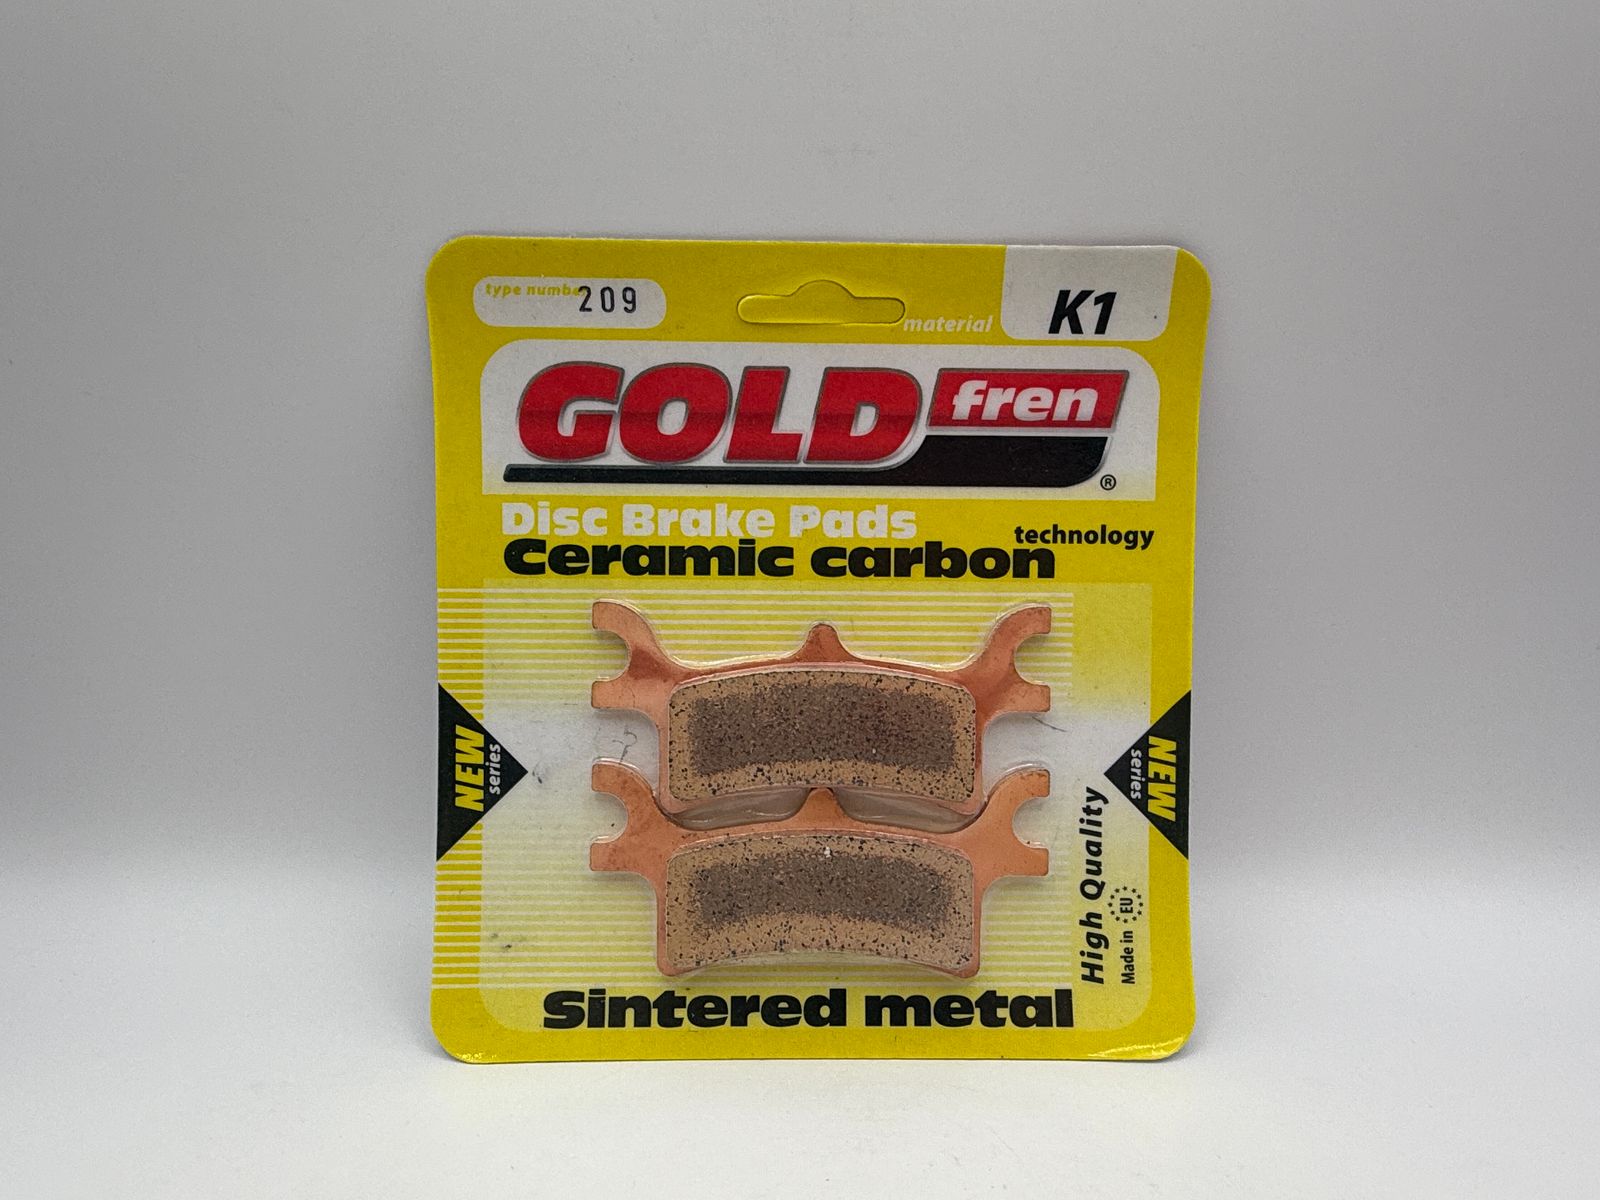 type number 209
material K1
GOLD fren ®
Disc Brake Pads
Ceramic carbon technology
NEW series
NEW series
High Quality
Made in EU
Sintered metal